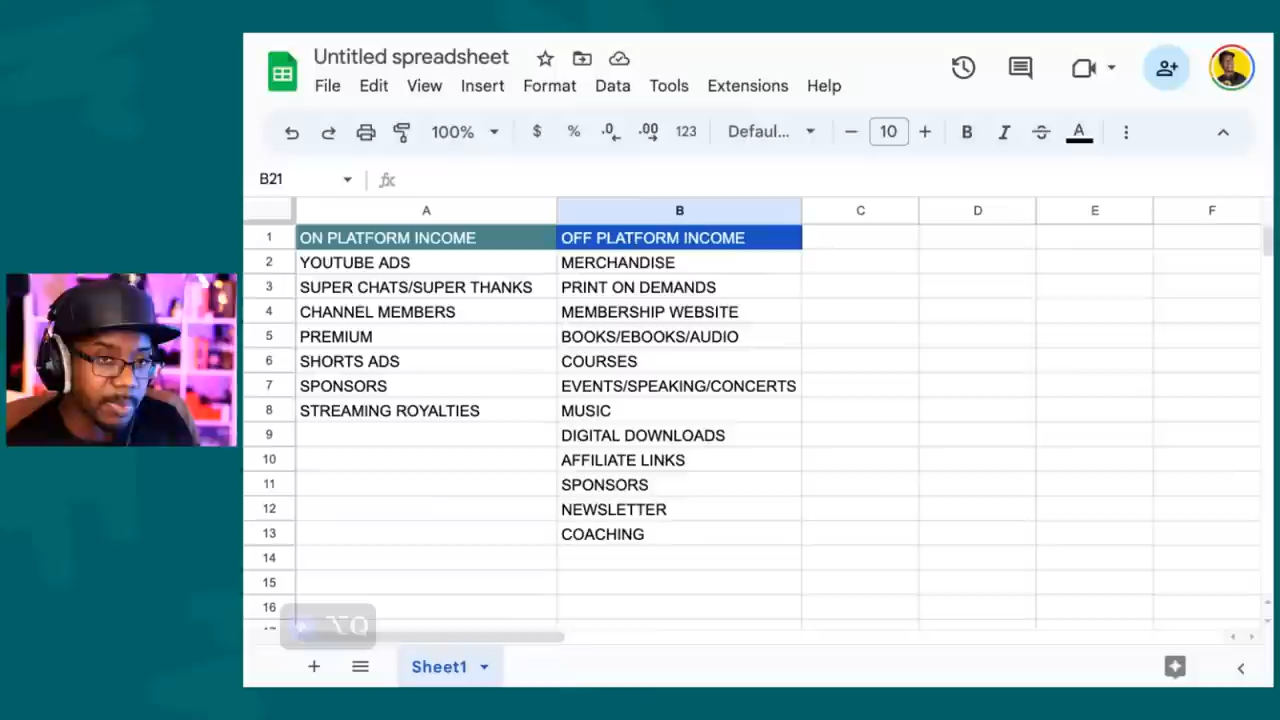 Untitled spreadsheet
File Edit View Insert Format Data Tools Extensions Help
100% $ % .0 .00 123 Defaul... 10 B I A
B21 fx
A B C D E F
1 ON PLATFORM INCOME OFF PLATFORM INCOME
2 YOUTUBE ADS MERCHANDISE
3 SUPER CHATS/SUPER THANKS PRINT ON DEMANDS
4 CHANNEL MEMBERS MEMBERSHIP WEBSITE
5 PREMIUM BOOKS/EBOOKS/AUDIO
6 SHORTS ADS COURSES
7 SPONSORS EVENTS/SPEAKING/CONCERTS
8 STREAMING ROYALTIES MUSIC
9 DIGITAL DOWNLOADS
10 AFFILIATE LINKS
11 SPONSORS
12 NEWSLETTER
13 COACHING
14
15
16
Sheet1